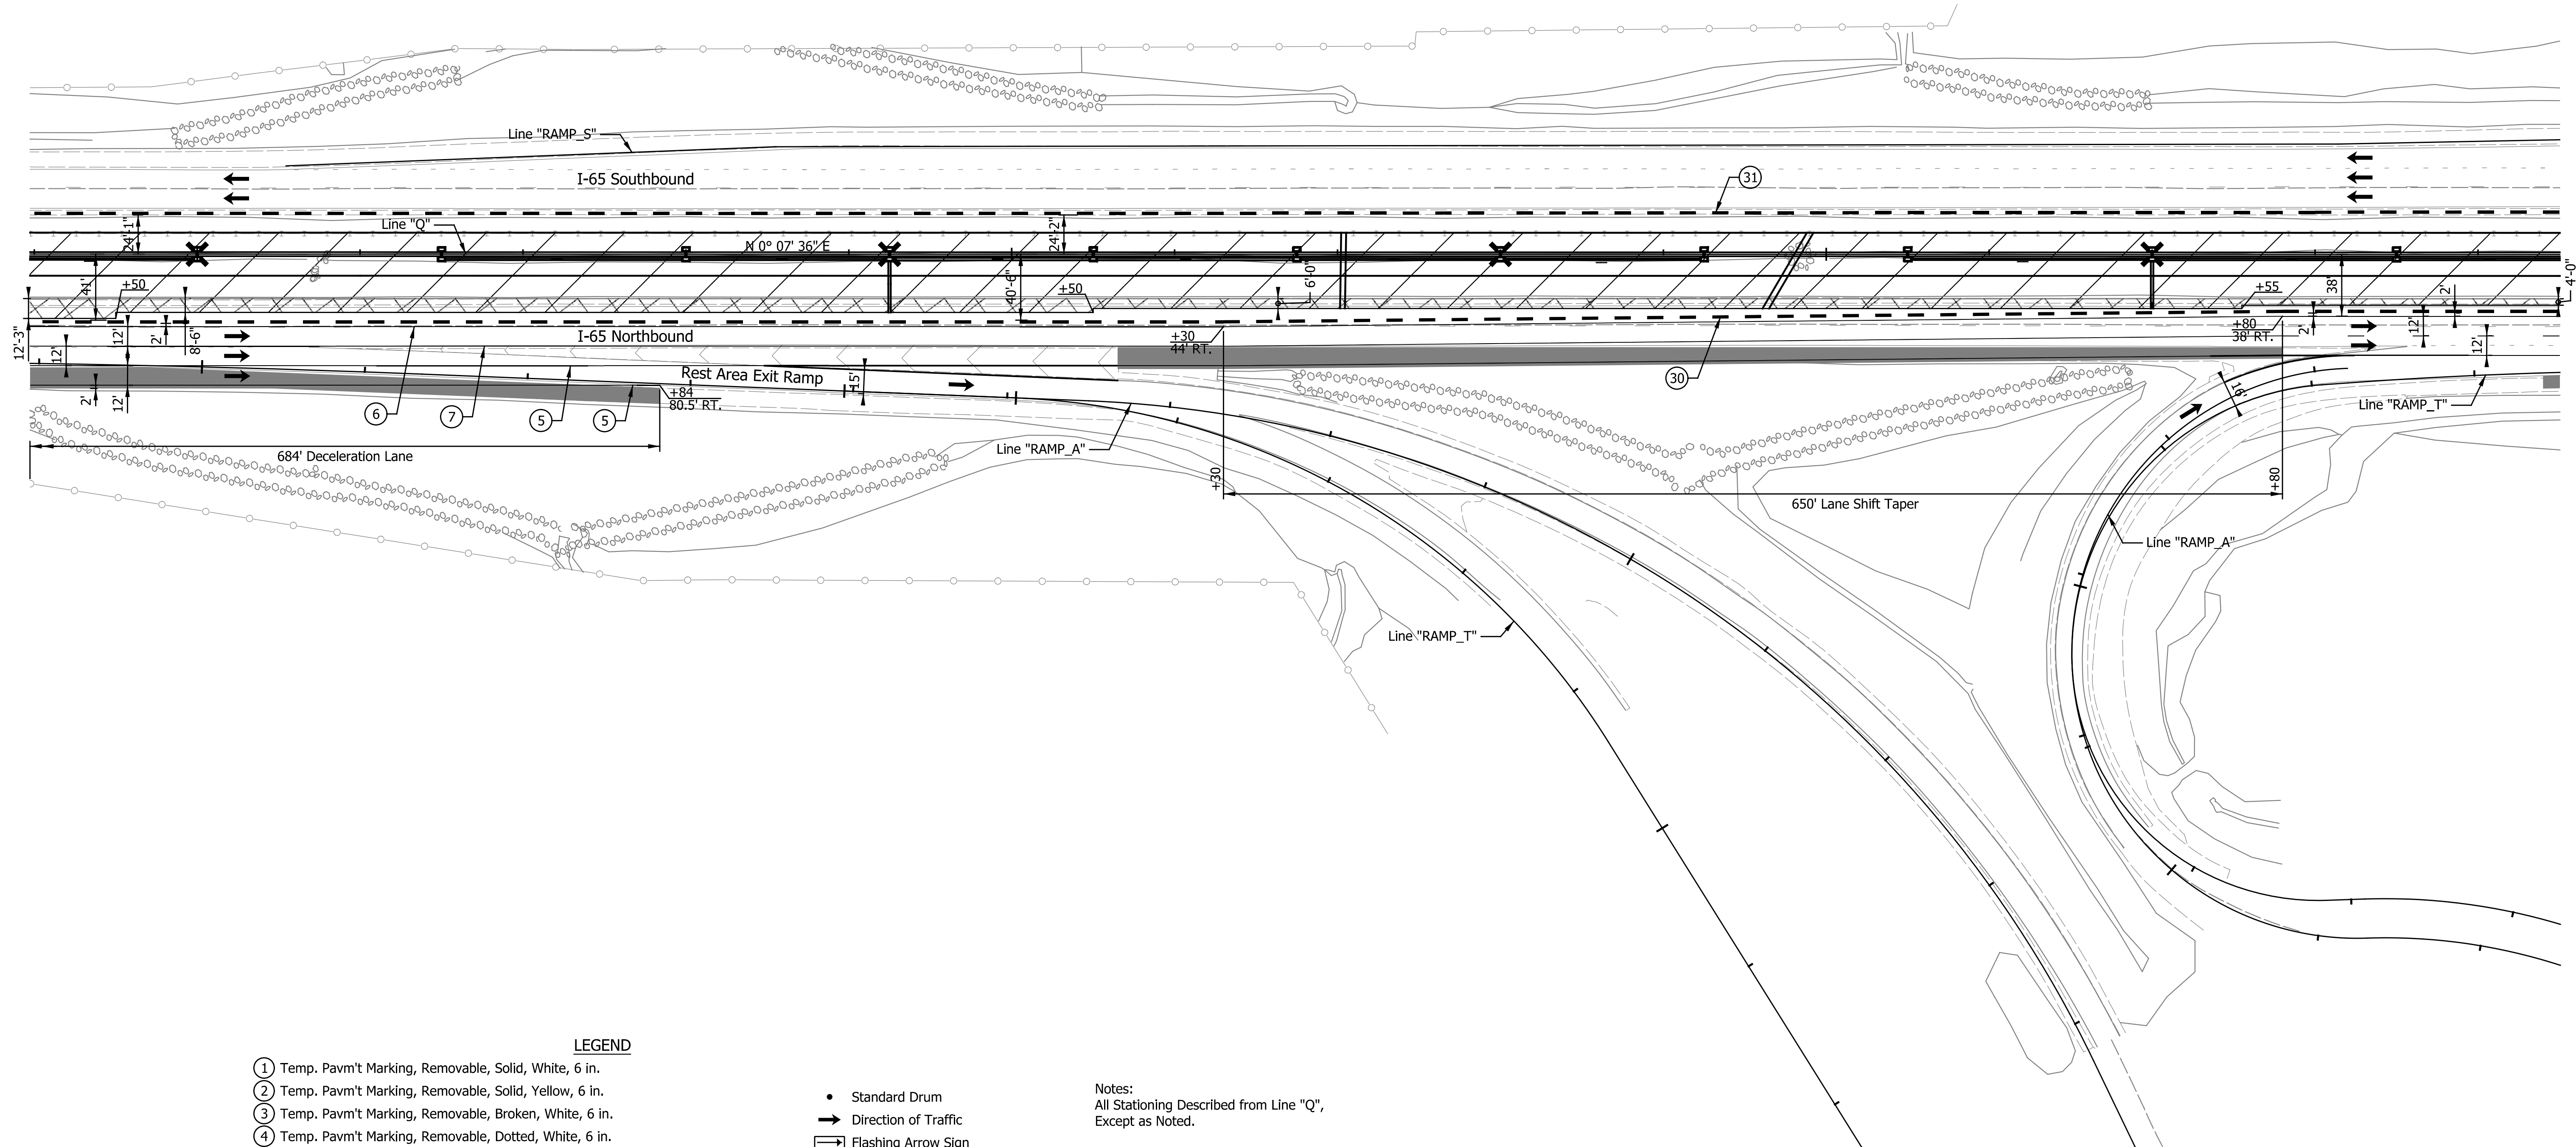 Line "RAMP_S"
I-65 Southbound
31
24'-1"
Line "Q"
N 0° 07' 36" E
24'-2"
41'
+50
40'-6"
+50
6'-0"
+55
38'
2'
4'-0"
12'-3"
12'
12'
2'
8'-6"
I-65 Northbound
+30
44' RT.
+80
38' RT.
2'
12'
12'
2'
12'
Rest Area Exit Ramp
15'
30
16'
6
7
5
5
+84
80.5' RT.
Line "RAMP_T"
684' Deceleration Lane
Line "RAMP_A"
+30
+80
650' Lane Shift Taper
Line "RAMP_A"
Line "RAMP_T"
LEGEND
1 Temp. Pavm't Marking, Removable, Solid, White, 6 in.
2 Temp. Pavm't Marking, Removable, Solid, Yellow, 6 in.
3 Temp. Pavm't Marking, Removable, Broken, White, 6 in.
4 Temp. Pavm't Marking, Removable, Dotted, White, 6 in.
Standard Drum
Direction of Traffic
Flashing Arrow Sign
Notes:
All Stationing Described from Line "Q",
Except as Noted.